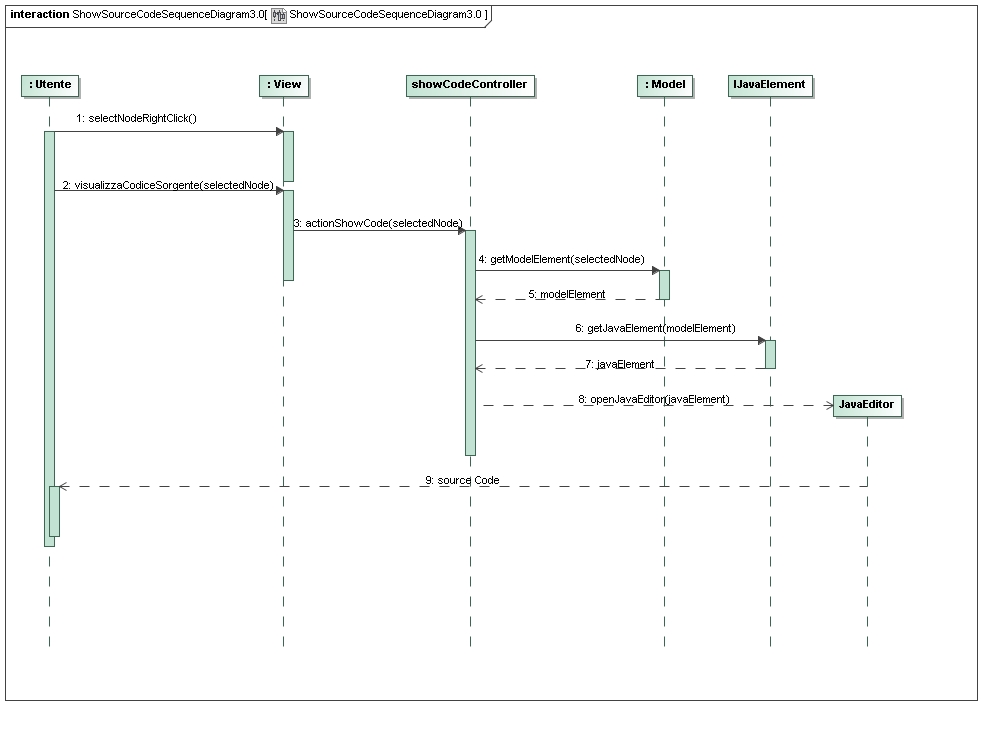 interaction ShowSourceCodeSequenceDiagram3.0[ ShowSourceCodeSequenceDiagram3.0 ]
: Utente
: View
showCodeController
: Model
IJavaElement
1: selectNodeRightClick()
2: visualizzaCodiceSorgente(selectedNode)
3: actionShowCode(selectedNode)
4: getModelElement(selectedNode)
5: modelElement
6: getJavaElement(modelElement)
7: javaElement
8: openJavaEditor(javaElement)
JavaEditor
9: source Code